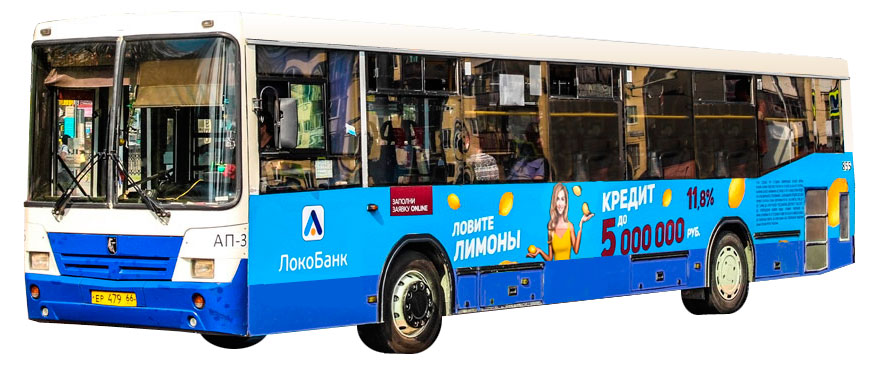 АП-3
ЕР 479 66
ЛокоБанк
ЗАПОЛНИ
ЗАЯВКУ ONLINE
ЛОВИТЕ
ЛИМОНЫ
КРЕДИТ 11,8%
ДО
5 000 000 РУБ.